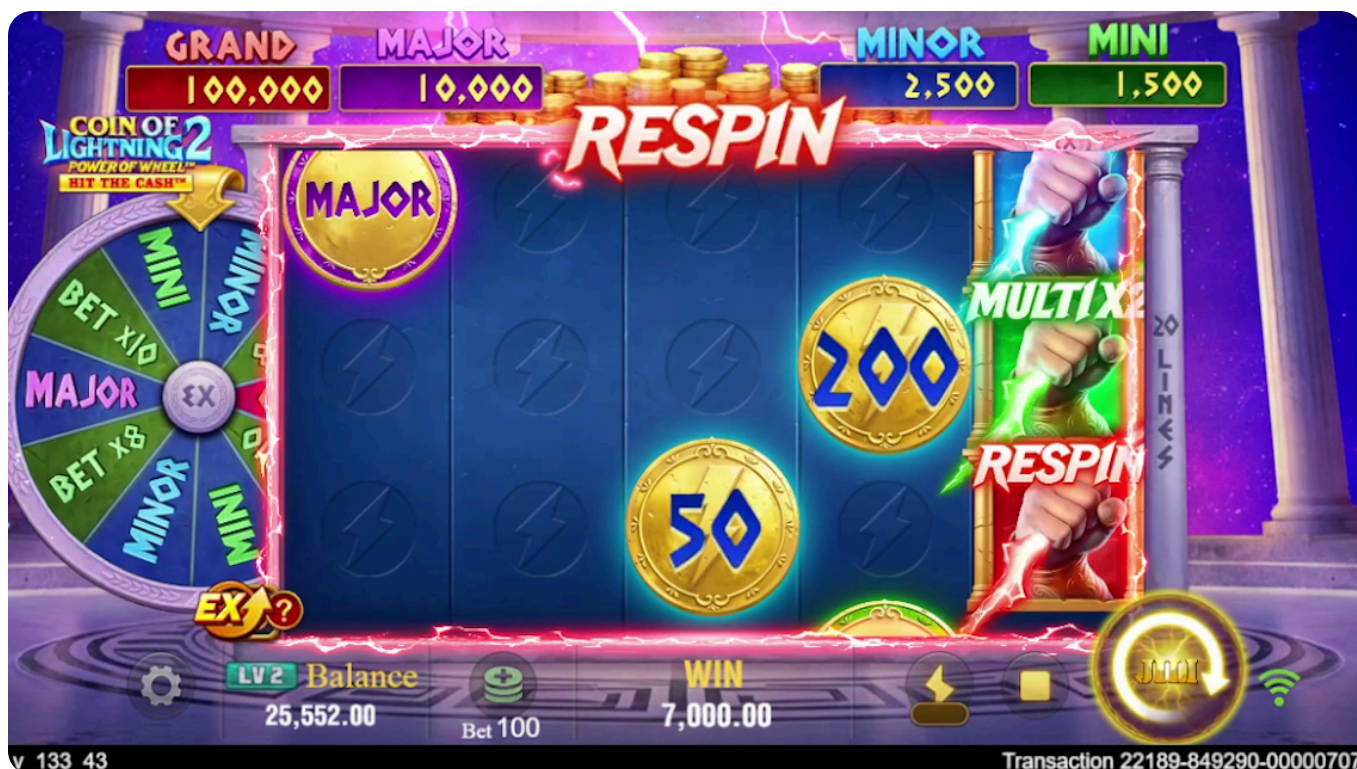 GRAND
MAJOR
MINOR
MINI
100,000
10,000
2,500
1,500
COIN OF
LIGHTNING 2
POWER OF WHEEL™
HIT THE CASH™
RESPIN
MAJOR
MINI
MINOR
BET X10
MAJOR
EX
BET X8
MINOR
MINI
200
50
MULTI X2
RESPIN
20 LINES
EX ?
LV 2 Balance
25,552.00
Bet 100
WIN
7,000.00
JILI
v 133 43
Transaction 22189-849290-00000707